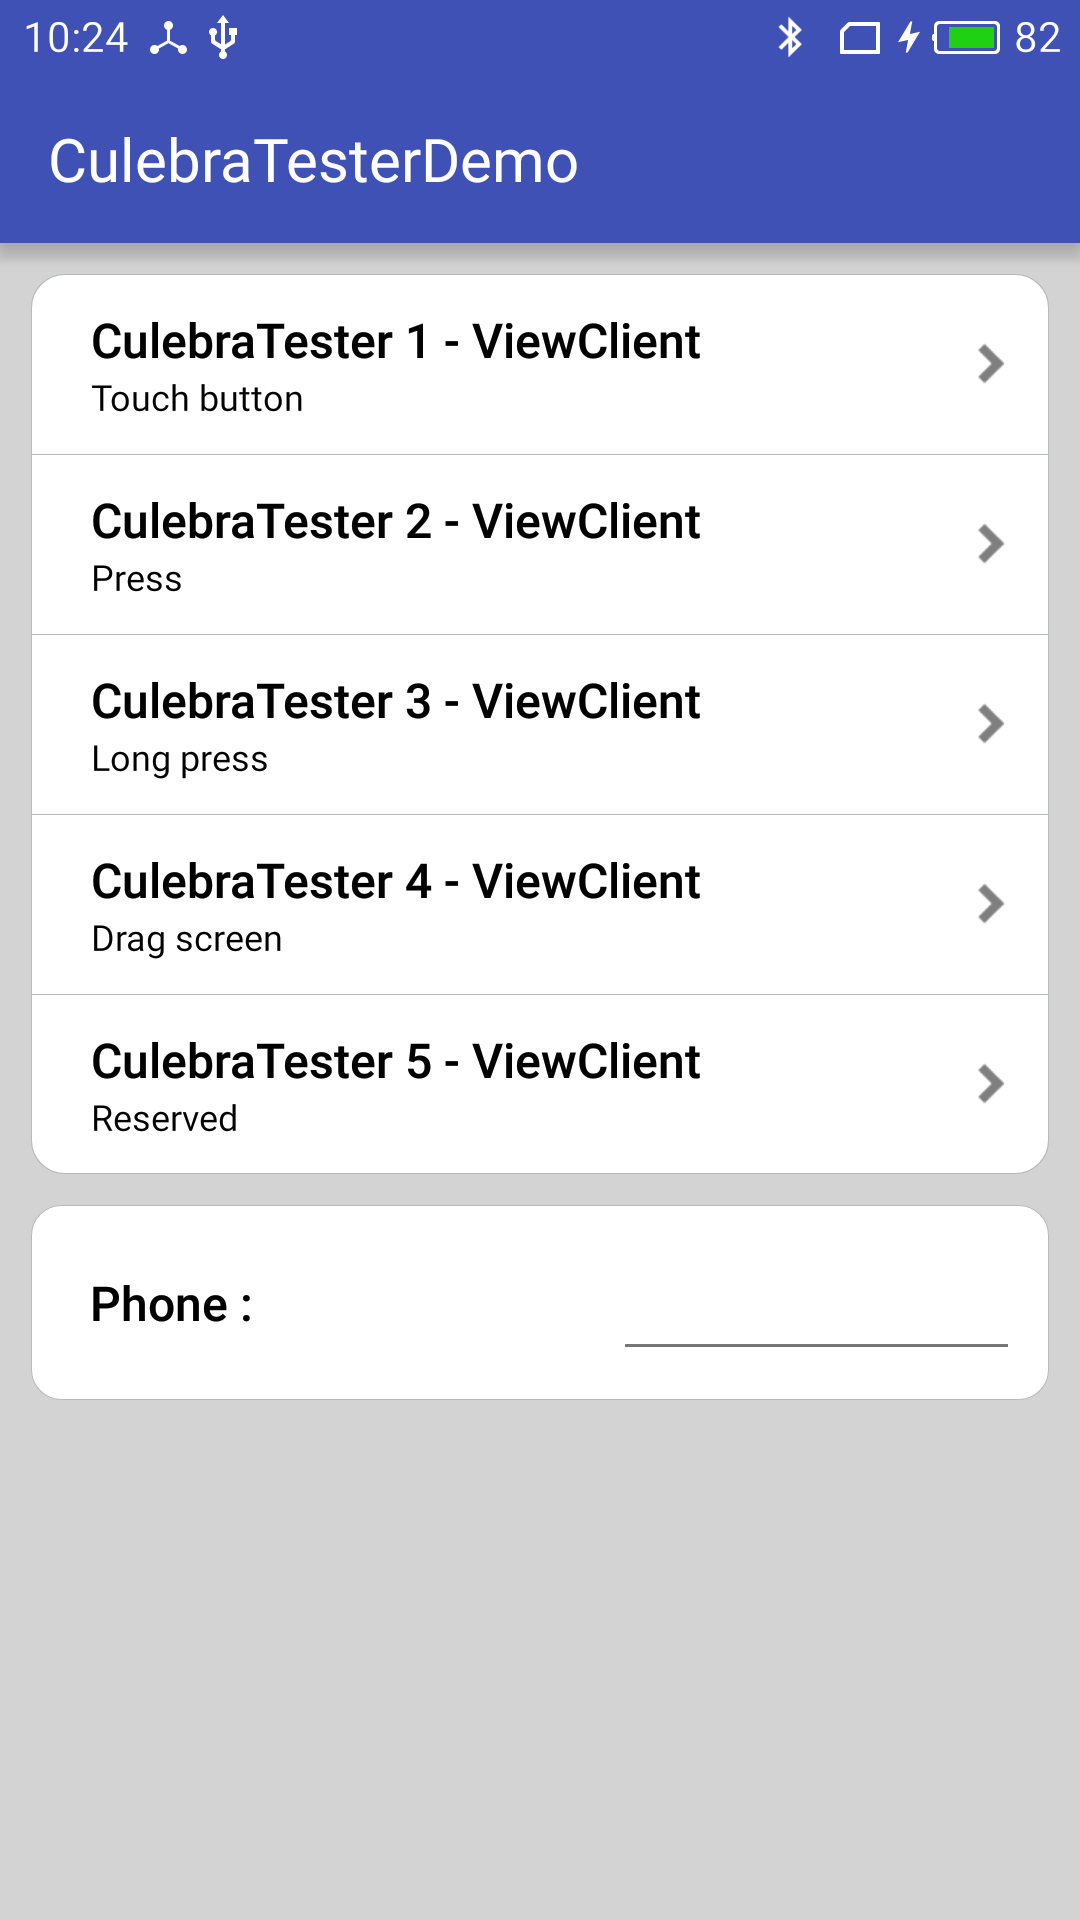 10:24 82
CulebraTesterDemo
CulebraTester 1 - ViewClient
Touch button
CulebraTester 2 - ViewClient
Press
CulebraTester 3 - ViewClient
Long press
CulebraTester 4 - ViewClient
Drag screen
CulebraTester 5 - ViewClient
Reserved
Phone :